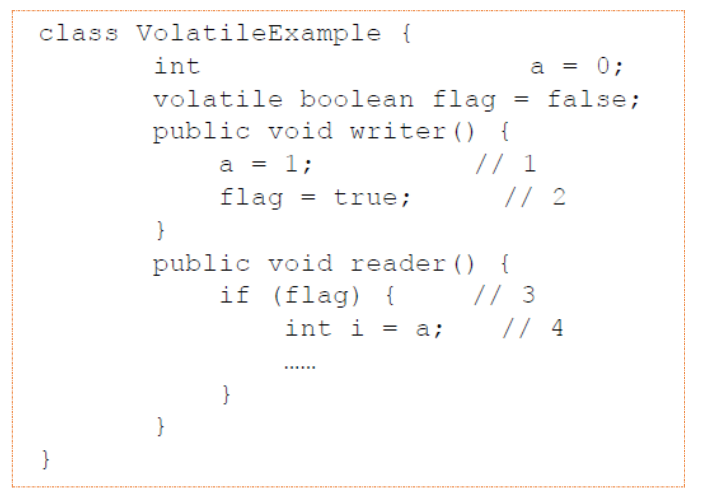 class VolatileExample {
int a = 0;
volatile boolean flag = false;
public void writer() {
a = 1; // 1
flag = true; // 2
}
public void reader() {
if (flag) { // 3
int i = a; // 4
……
}
}
}